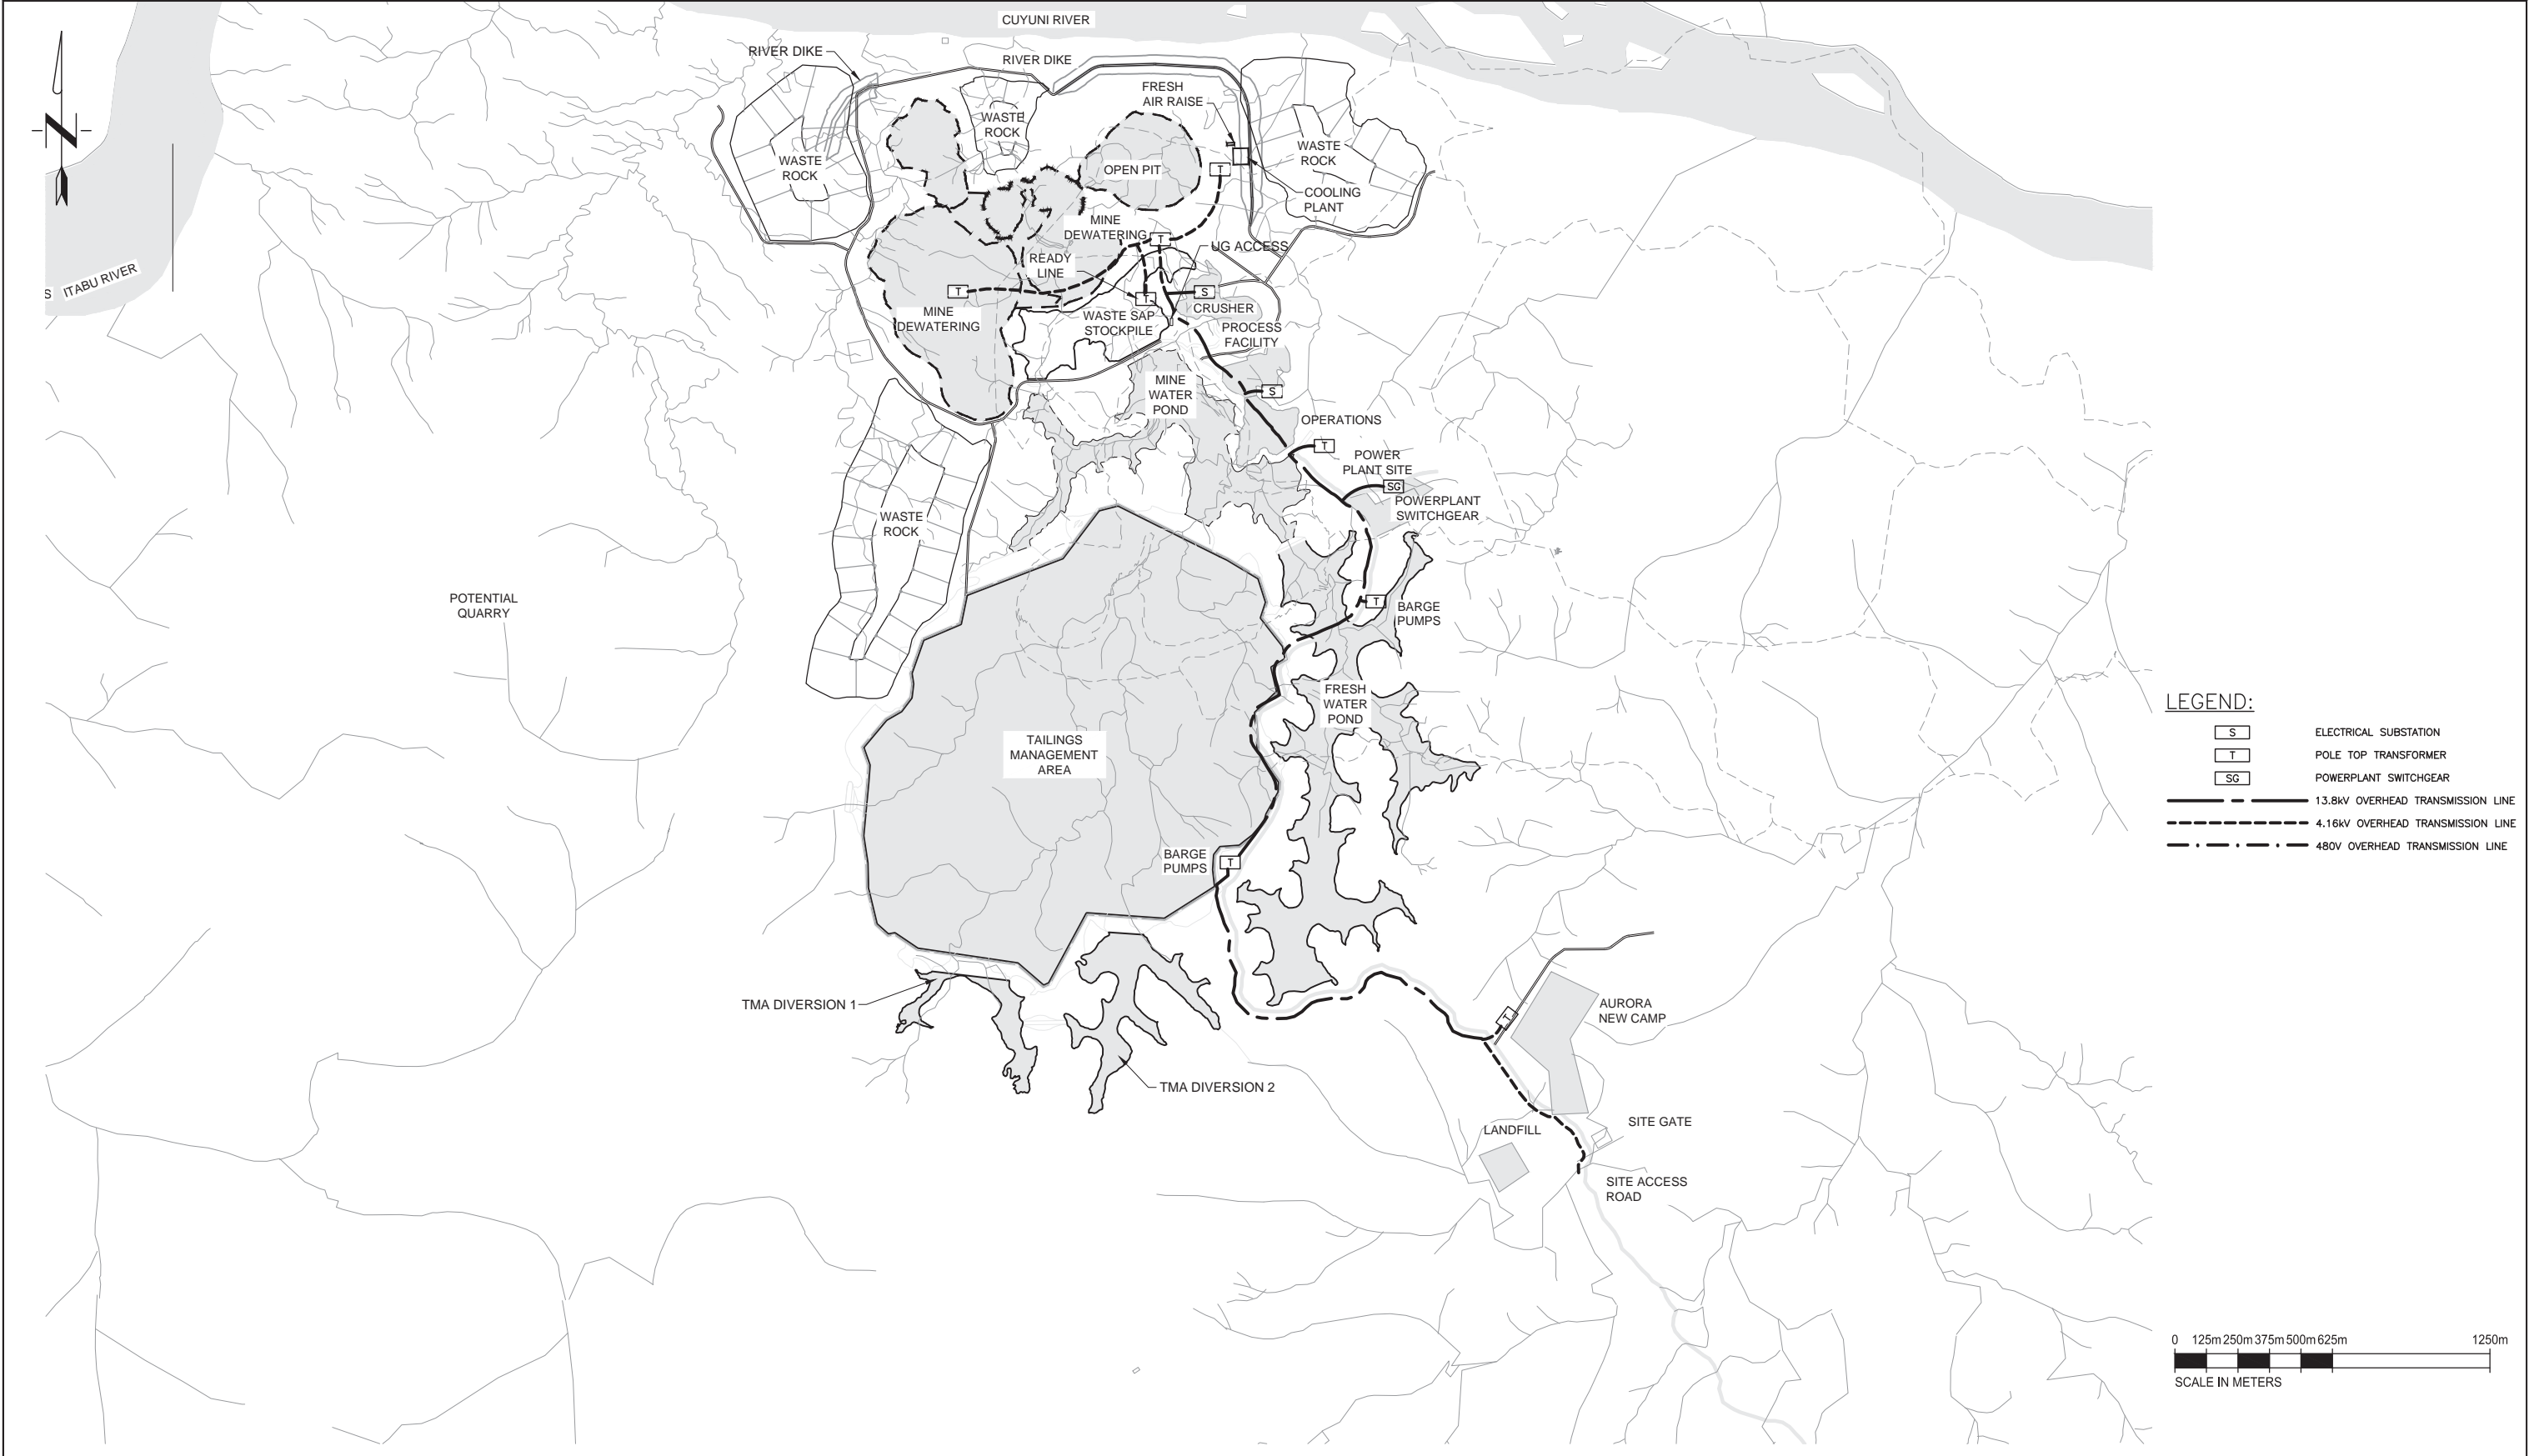 CUYUNI RIVER
RIVER DIKE
RIVER DIKE
FRESH
AIR RAISE
N
WASTE
ROCK
WASTE
ROCK
WASTE
ROCK
OPEN PIT
T
COOLING
PLANT
MINE
DEWATERING
T
UG ACCESS
READY
LINE
S
ITABU RIVER
T
T
S
CRUSHER
MINE
DEWATERING
WASTE SAP
STOCKPILE
PROCESS
FACILITY
MINE
WATER
POND
S
OPERATIONS
T
POWER
PLANT SITE
SG
POWERPLANT
SWITCHGEAR
WASTE
ROCK
POTENTIAL
QUARRY
T
BARGE
PUMPS
FRESH
WATER
POND
TAILINGS
MANAGEMENT
AREA
BARGE
PUMPS
T
TMA DIVERSION 1
T
AURORA
NEW CAMP
TMA DIVERSION 2
LANDFILL
SITE GATE
SITE ACCESS
ROAD
LEGEND:
S ELECTRICAL SUBSTATION
T POLE TOP TRANSFORMER
SG POWERPLANT SWITCHGEAR
13.8kV OVERHEAD TRANSMISSION LINE
4.16kV OVERHEAD TRANSMISSION LINE
480V OVERHEAD TRANSMISSION LINE
0 125m 250m 375m 500m 625m 1250m
SCALE IN METERS